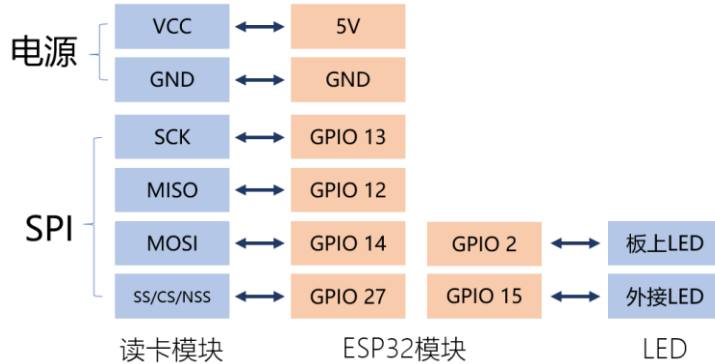 电源
VCC
5V
GND
GND
SPI
SCK
GPIO 13
MISO
GPIO 12
MOSI
GPIO 14
GPIO 2
板上LED
SS/CS/NSS
GPIO 27
GPIO 15
外接LED
读卡模块
ESP32模块
LED